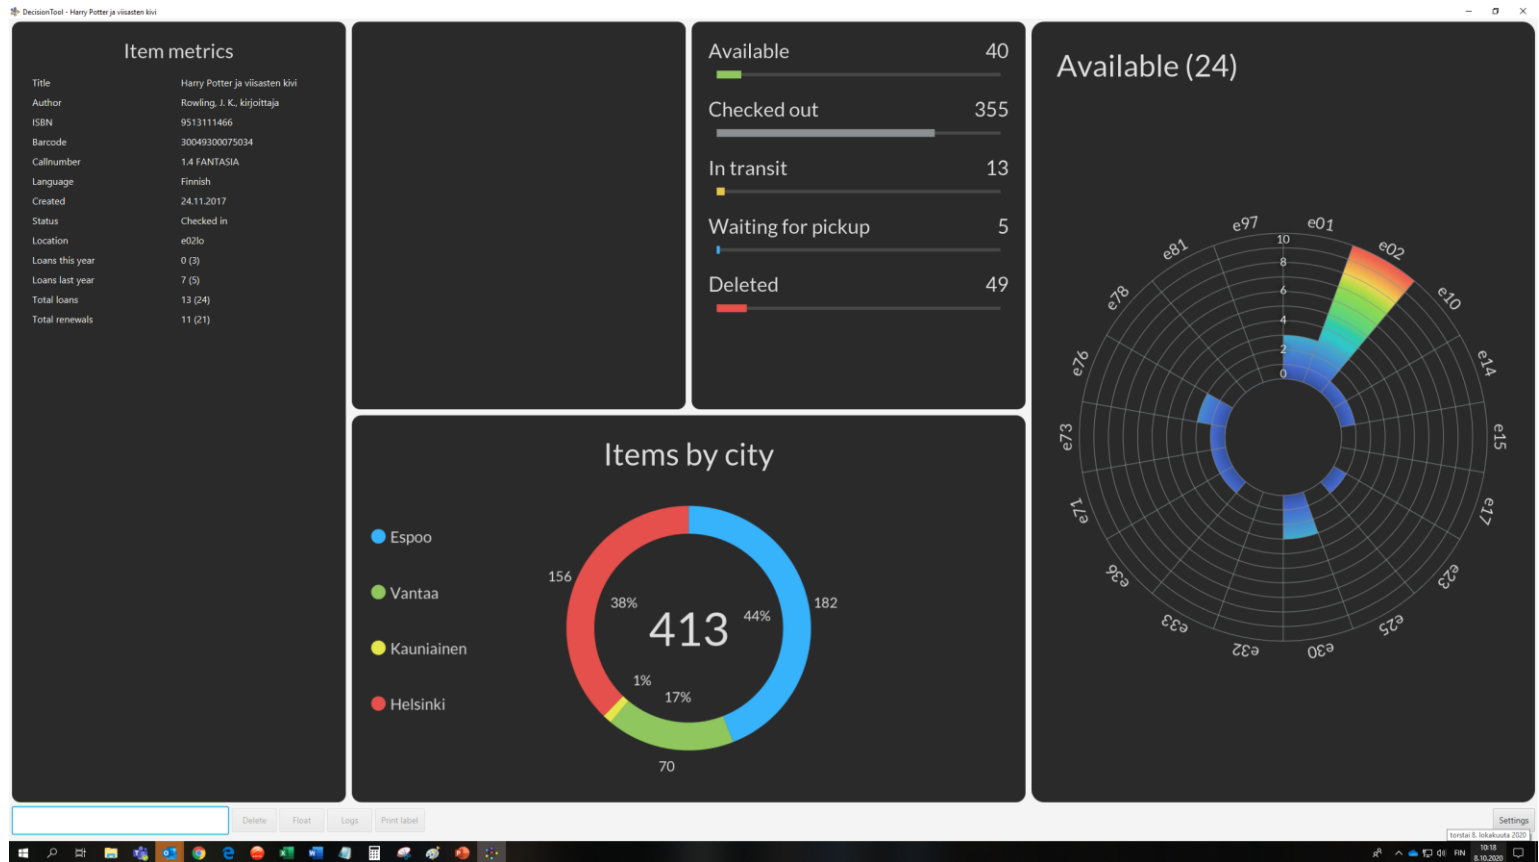 DecisionTool - Harry Potter ja viisasten kivi
Item metrics
Title Harry Potter ja viisasten kivi
Author Rowling, J. K., kirjoittaja
ISBN 9513111466
Barcode 30049300075034
Callnumber 1.4 FANTASIA
Language Finnish
Created 24.11.2017
Status Checked in
Location e02lo
Loans this year 0 (3)
Loans last year 7 (5)
Total loans 13 (24)
Total renewals 11 (21)
Available 40
Checked out 355
In transit 13
Waiting for pickup 5
Deleted 49
Items by city
Espoo
Vantaa
Kauniainen
Helsinki
156
38%
413
44%
182
1%
17%
70
Available (24)
e97
e01
e81
10
e02
8
e78
6
e10
4
e76
2
e14
0
e73
e15
e71
e17
e36
e23
e33
e25
e32
e30
Delete
Float
Logs
Print label
Settings
torstai 8. lokakuuta 2020
FIN
10:18
8.10.2020